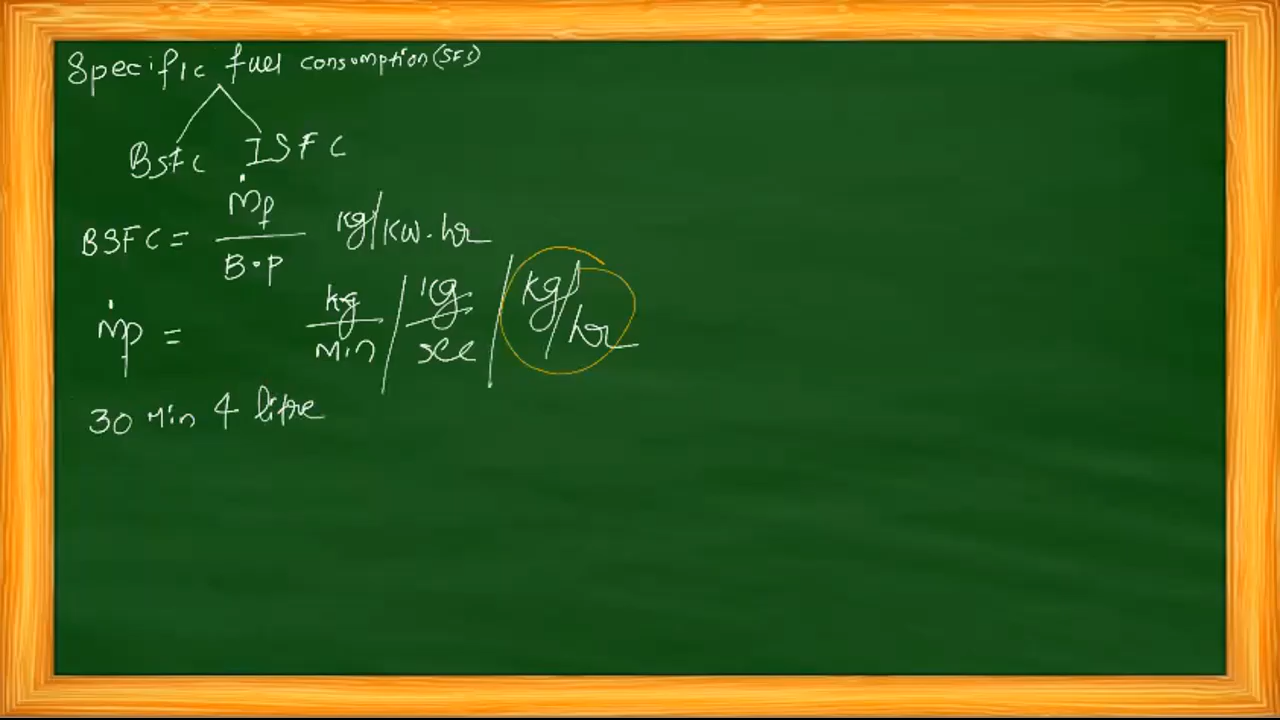 Specific fuel consumption (SFC)
BSFC ISFC
BSFC = ṁf / B.P kg/kw.hr
ṁf = kg/min / kg/sec / kg/hr
30 Min 4 litre